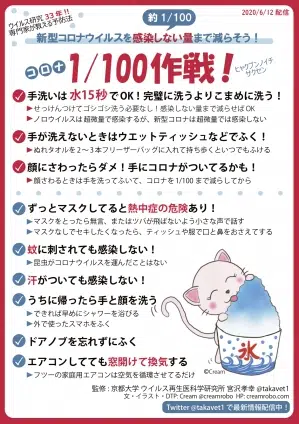 ウイルス研究33年!!
専門家が教える予防法
約1/100
2020/6/12 配信
新型コロナウイルスを感染しない量まで減らそう!
コロナ
1/100作戦!
ヒャクブンノイチ
サクセン
手洗いは水15秒でOK!完璧に洗うよりこまめに洗う!
▶せっけんつけてゴシゴシ洗う必要なし!感染しない量まで減らせばOK
▶ノロウイルスは超微量で感染するが、新型コロナは超微量では感染しない
手が洗えないときはウエットティッシュなどでふく!
▶ぬれタオルを2〜3本フリーザーバッグに入れて持ち歩くといつでもふける
顔にさわったらダメ!手にコロナがついてるかも!
▶顔さわるときは手を洗ってふいて、コロナを1/100まで減らしてから
ずっとマスクしてると熱中症の危険あり!
▶マスクをとったら無言、またはツバが飛ばないよう小さな声で話す
▶マスクなしでセキしたくなったら、ティッシュや服で口と鼻をおさえてする
蚊に刺されても感染しない!
▶昆虫がコロナウイルスを運んだことはない
汗がついても感染しない!
うちに帰ったら手と顔を洗う
▶できれば早めにシャワーを浴びる
▶外で使ったスマホをふく
ドアノブを忘れずにふく
エアコンしてても窓開けて換気する
▶フツーの家庭用エアコンは空気を循環させてるだけ
氷
©Cream
監修:京都大学 ウイルス再生医科学研究所 宮沢孝幸 @takavet1
文・イラスト・DTP: Cream @creamrobo HP: creamrobo.com
Twitter @takavet1 で最新情報配信中!